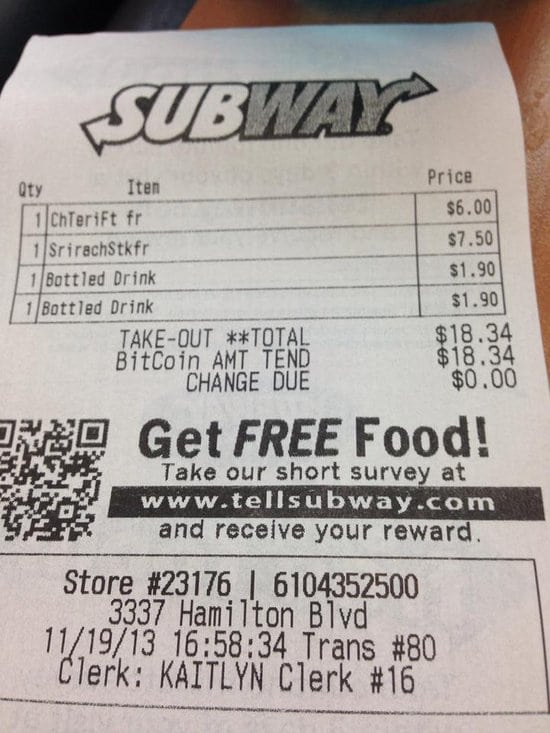 SUBWAY
Qty Item Price
1 ChTeriFt fr $6.00
1 SrirachStkfr $7.50
1 Bottled Drink $1.90
1 Bottled Drink $1.90
TAKE-OUT **TOTAL $18.34
BitCoin AMT TEND $18.34
CHANGE DUE $0.00
Get FREE Food!
Take our short survey at
www.tellsubway.com
and receive your reward.
Store #23176 | 6104352500
3337 Hamilton Blvd
11/19/13 16:58:34 Trans #80
Clerk: KAITLYN Clerk #16